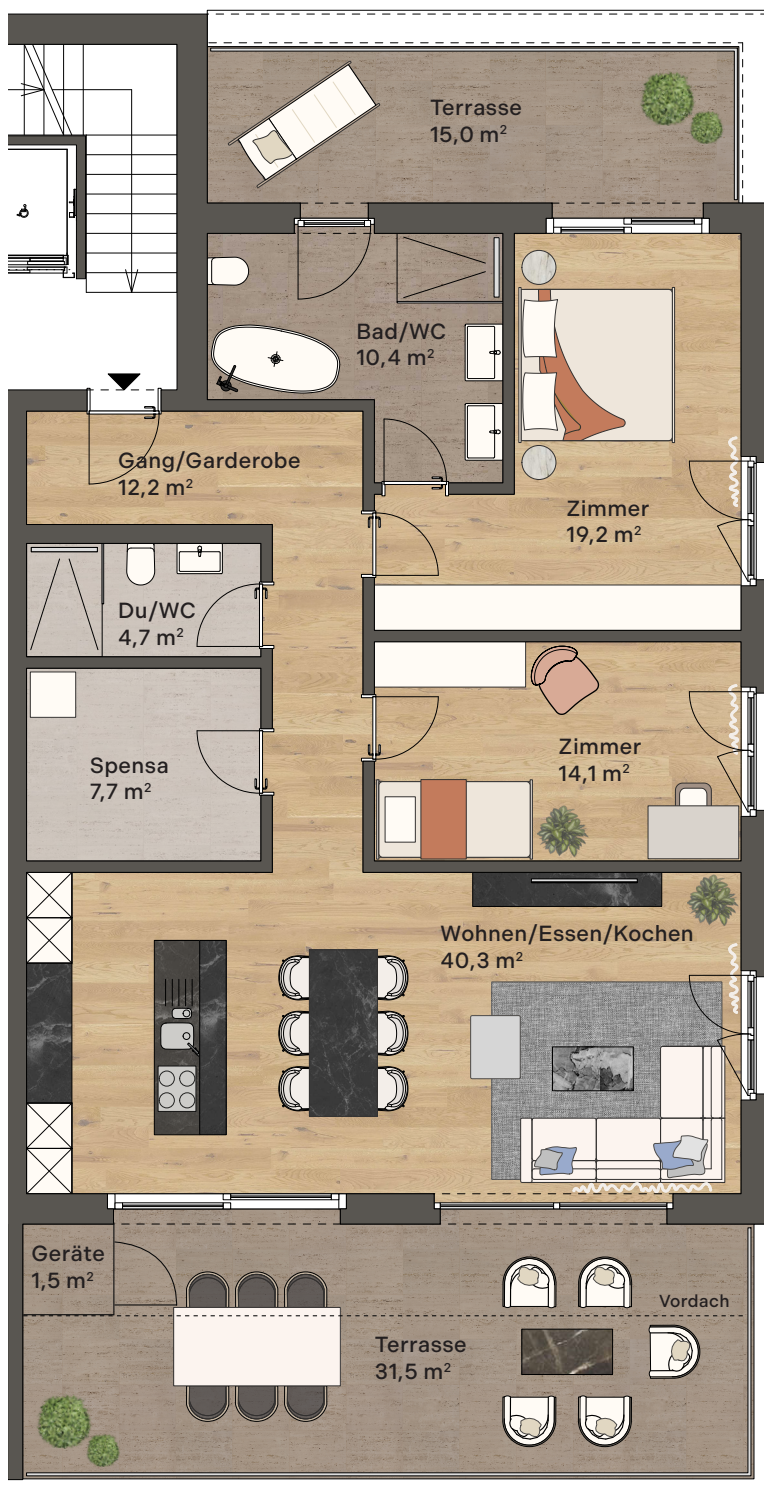 Terrasse
15,0 m²
Bad/WC
10,4 m²
Gang/Garderobe
12,2 m²
Zimmer
19,2 m²
Du/WC
4,7 m²
Zimmer
14,1 m²
Spensa
7,7 m²
Wohnen/Essen/Kochen
40,3 m²
Geräte
1,5 m²
Vordach
Terrasse
31,5 m²